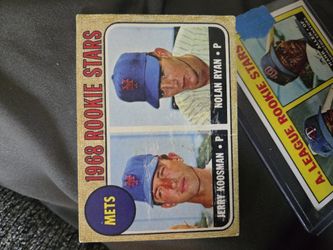 1968 ROOKIE STARS
METS
JERRY KOOSMAN • P
NOLAN RYAN • P
A. LEAGUE ROOKIE STARS